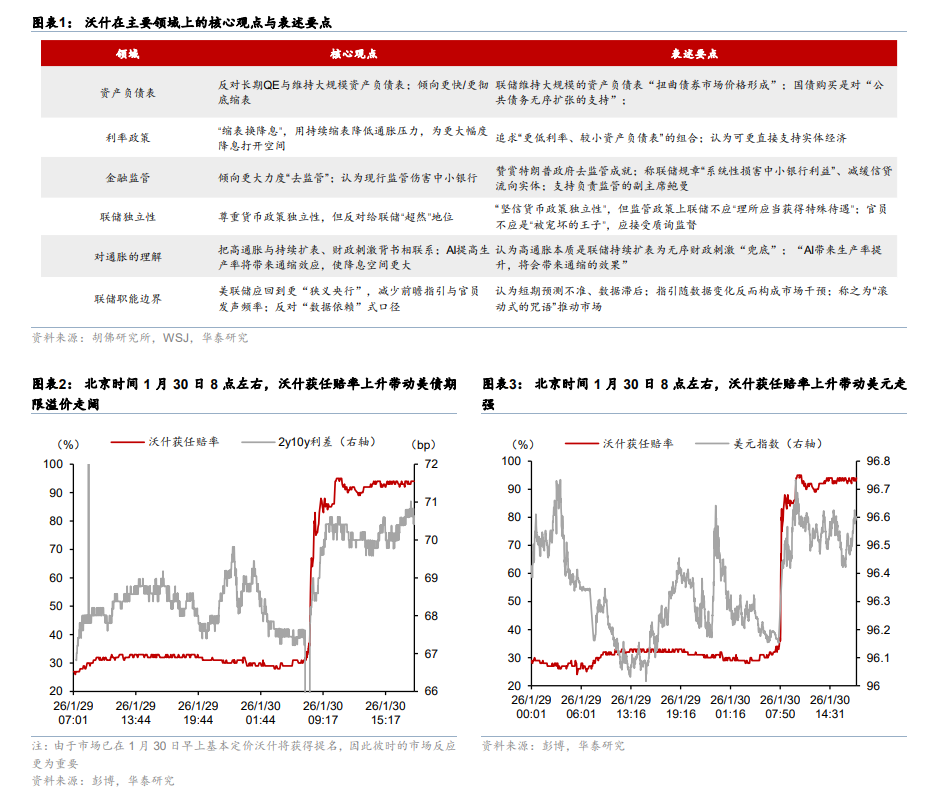 图表1： 沃什在主要领域上的核心观点与表述要点
领域 核心观点 表述要点
资产负债表
反对长期QE与维持大规模资产负债表；倾向更快/更彻
底缩表
联储维持大规模的资产负债表“扭曲债券市场价格形成”；国债购买是对“公
共债务无序扩张的支持”；
利率政策
“缩表换降息”，用持续缩表降低通胀压力，为更大幅度
降息打开空间
追求“更低利率、较小资产负债表”的组合；认为可更直接支持实体经济
金融监管
倾向更大力度“去监管”；认为现行监管伤害中小银行
赞赏特朗普政府去监管成就；称联储规章“系统性损害中小银行利益”、减缓信贷
流向实体；支持负责监管的副主席鲍曼
联储独立性
尊重货币政策独立性，但反对给联储“超然”地位
“坚信货币政策独立性”，但监管政策上联储不应“理所应当获得特殊待遇”；官员
不应是“被宠坏的王子”，应接受质询监督
对通胀的理解
把高通胀与持续扩表、财政刺激背书相联系；AI提高生
产率将带来通缩效应，使降息空间更大
认为高通胀本质是联储持续扩表为无序财政刺激“兜底”；“AI带来生产率提
升，将会带来通缩的效果”
联储职能边界
美联储应回到更“狭义央行”，减少前瞻指引与官员
发声频率；反对“数据依赖”式口径
认为短期预测不准、数据滞后；指引随数据变化反而构成市场干预；称之为“滚
动式的咒语”推动市场
资料来源：胡佛研究所，WSJ，华泰研究
图表2： 北京时间 1 月 30 日 8 点左右，沃什获任赔率上升带动美债期
限溢价走阔
（%） 沃什获任赔率 2y10y利差（右轴） （bp）
100 72
90 71
80
70 70
60 69
50 68
40
30 67
20 66
26/1/29 26/1/29 26/1/29 26/1/30 26/1/30 26/1/30
07:01 13:44 19:44 01:44 09:17 15:17
注：由于市场已在 1 月 30 日早上基本定价沃什将获得提名，因此彼时的市场反应
更为重要
资料来源：彭博，华泰研究
图表3： 北京时间 1 月 30 日 8 点左右，沃什获任赔率上升带动美元走
强
（%） 沃什获任赔率 美元指数（右轴）
100 96.8
90 96.7
80 96.6
70 96.5
60 96.4
50 96.3
40 96.2
30 96.1
20 96
26/1/29 26/1/29 26/1/29 26/1/29 26/1/30 26/1/30 26/1/30
00:01 06:01 13:16 19:16 01:16 07:50 14:31
资料来源：彭博，华泰研究